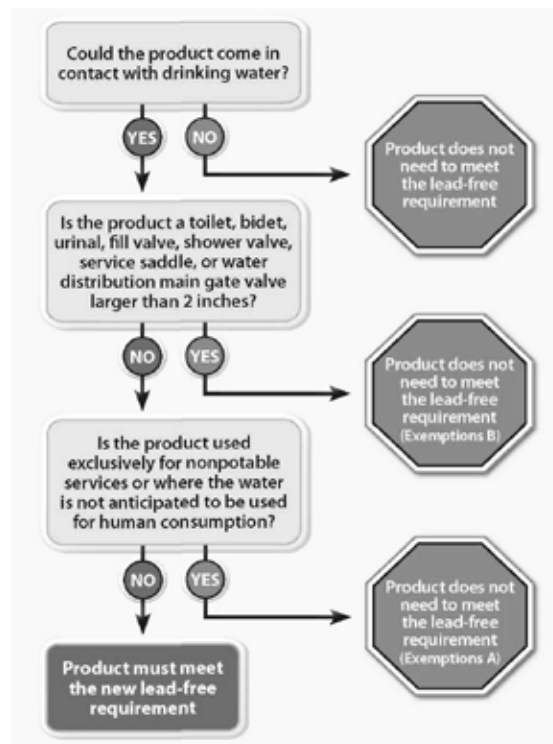 Could the product come in
contact with drinking water?
YES
NO
Product does not
need to meet
the lead-free
requirement
Is the product a toilet, bidet,
urinal, fill valve, shower valve,
service saddle, or water
distribution main gate valve
larger than 2 inches?
NO
YES
Product does not
need to meet
the lead-free
requirement
(Exemptions B)
Is the product used
exclusively for nonpotable
services or where the water
is not anticipated to be used
for human consumption?
NO
YES
Product does not
need to meet
the lead-free
requirement
(Exemptions A)
Product must meet
the new lead-free
requirement